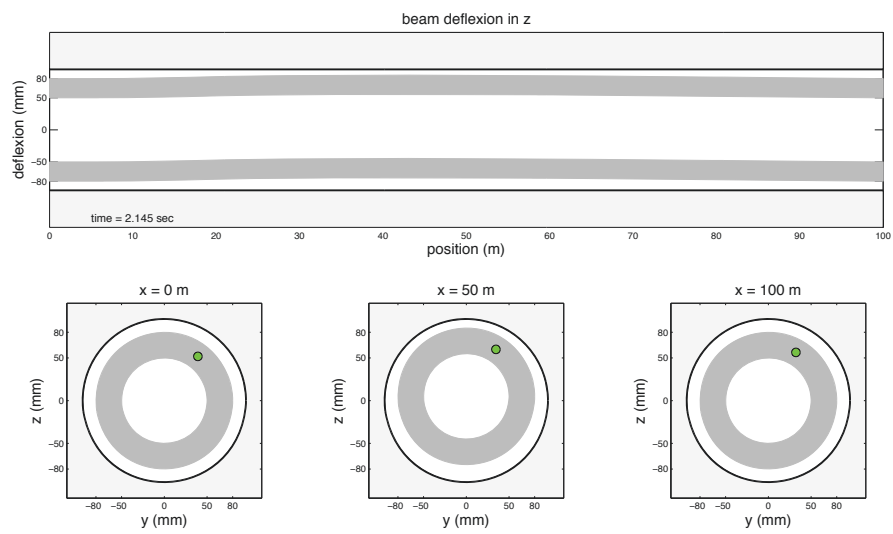 beam deflexion in z
deflexion (mm)
80
50
0
−50
−80
time = 2.145 sec
0 10 20 30 40 50 60 70 80 90 100
position (m)
x = 0 m
z (mm)
80
50
0
−50
−80
−80 −50 0 50 80
y (mm)
x = 50 m
z (mm)
80
50
0
−50
−80
−80 −50 0 50 80
y (mm)
x = 100 m
z (mm)
80
50
0
−50
−80
−80 −50 0 50 80
y (mm)